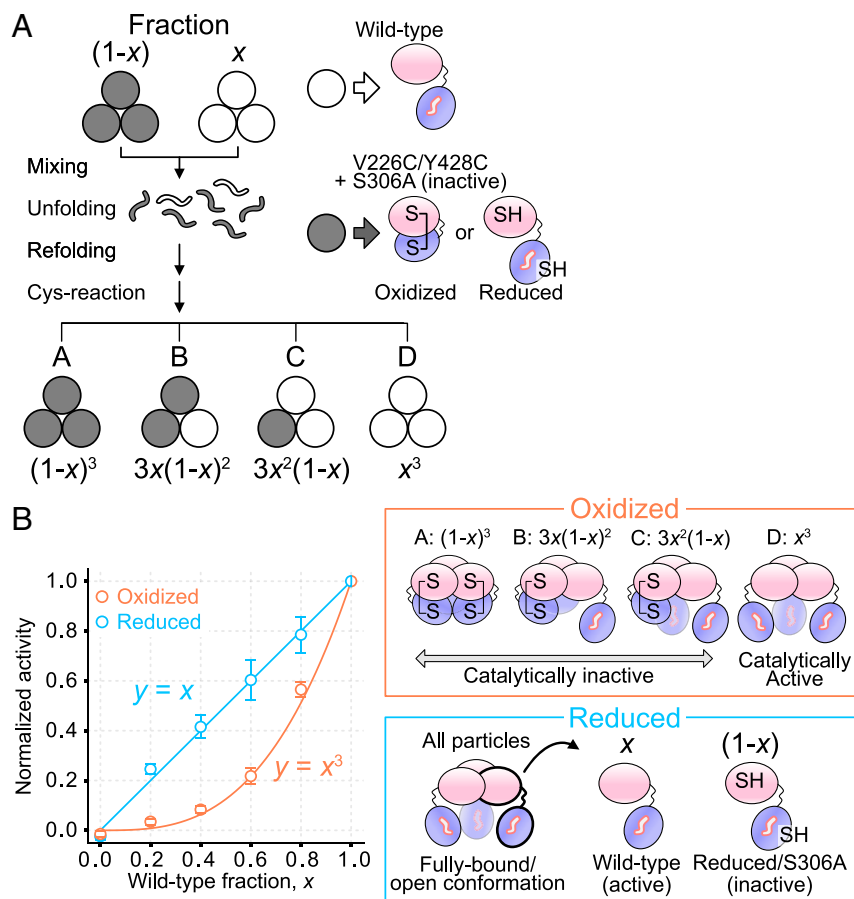 A
Fraction
(1-x)
x
Wild-type
Mixing
Unfolding
Refolding
Cys-reaction
V226C/Y428C
+ S306A (inactive)
S
S
or
SH
SH
Oxidized
Reduced
A
B
C
D
(1-x)³
3x(1-x)²
3x²(1-x)
x³
B
Normalized activity
1.0
0.8
0.6
0.4
0.2
0.0
Oxidized
Reduced
y = x
y = x³
0.0 0.2 0.4 0.6 0.8 1.0
Wild-type fraction, x
Oxidized
A: (1-x)³ B: 3x(1-x)² C: 3x²(1-x) D: x³
S S S S
S S S S
Catalytically inactive
Catalytically
Active
Reduced
All particles
x
(1-x)
SH
SH
Fully-bound/
open conformation
Wild-type
(active)
Reduced/S306A
(inactive)